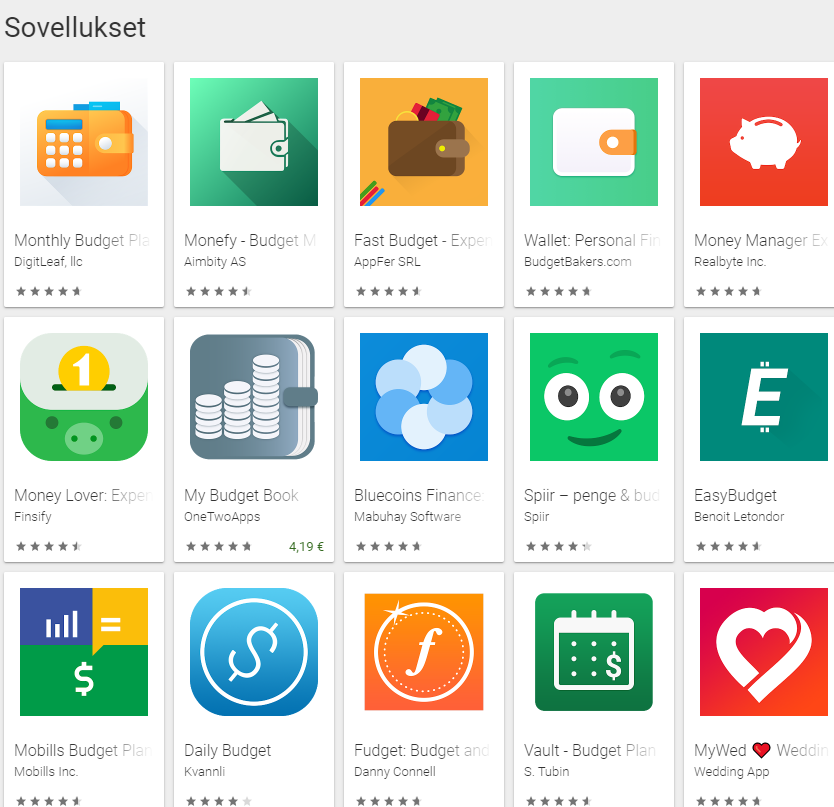 Sovellukset
Monthly Budget Pla
DigitLeaf, llc
Monefy - Budget M
Aimbity AS
Fast Budget - Expen
AppFer SRL
Wallet: Personal Fin
BudgetBakers.com
Money Manager Ex
Realbyte Inc.
1
Money Lover: Expen
Finsify
My Budget Book
OneTwoApps
4,19 €
Bluecoins Finance:
Mabuhay Software
Spiir – penge & bud
Spiir
E
EasyBudget
Benoit Letondor
=
$
Mobills Budget Plan
Mobills Inc.
S
Daily Budget
Kvannli
f
Fudget: Budget and
Danny Connell
$
Vault - Budget Plan
S. Tubin
MyWed ❤ Weddin
Wedding App